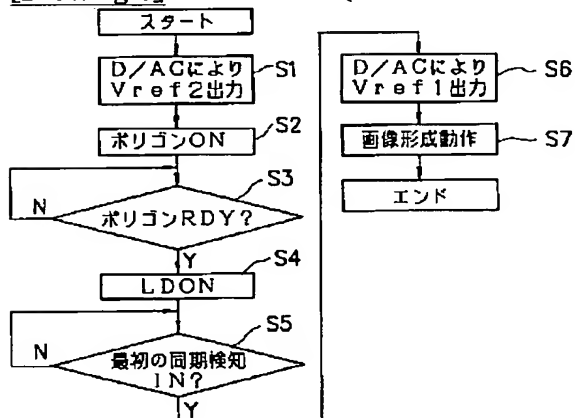 スタート
D/ACにより
Vref2出力
S1
ポリゴンON
S2
ポリゴンRDY?
S3
N
Y
LDON
S4
最初の同期検知
IN?
S5
N
Y
D/ACにより
Vref1出力
S6
画像形成動作
S7
エンド